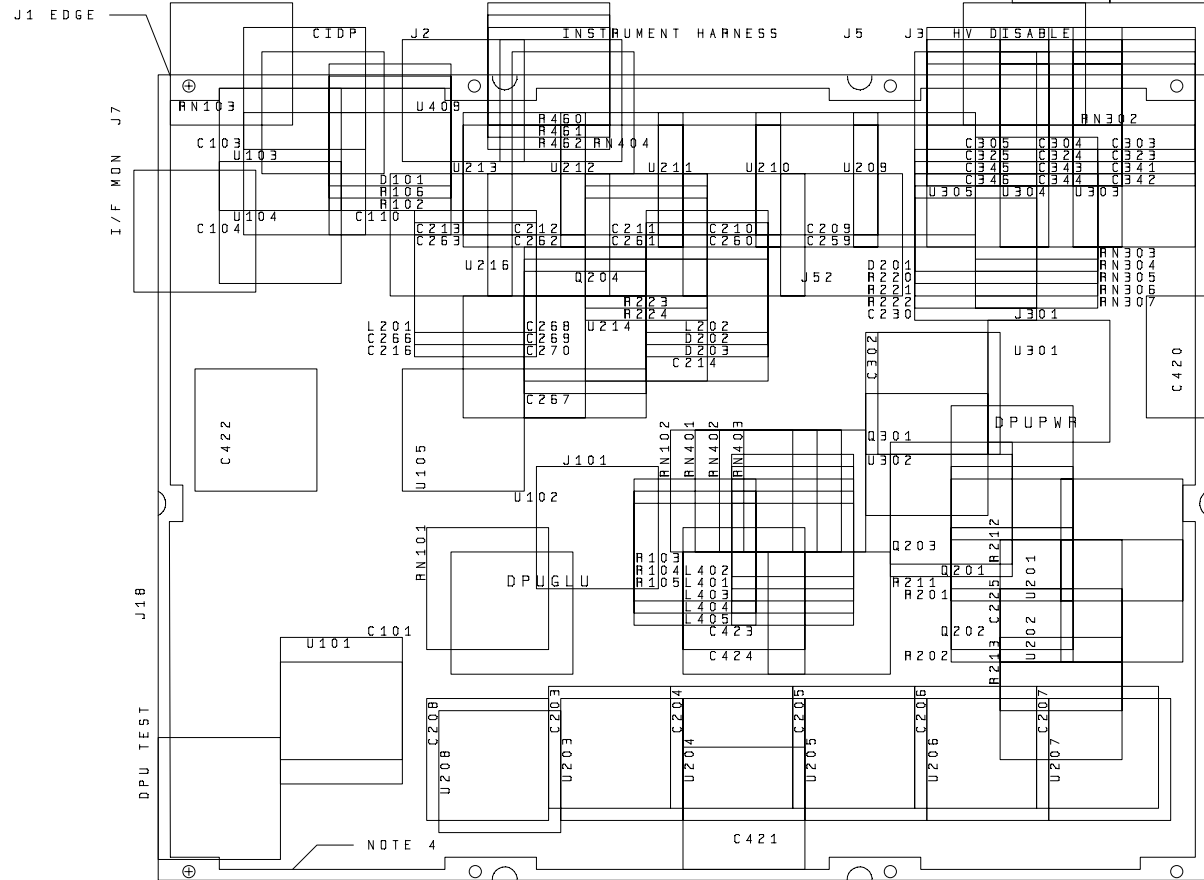 J1 EDGE
CIDP
J2
INSTRUMENT HARNESS
J5
J3
HV DISABLE
RN103
U409
R460
RN302
J7
R461
C103
R462
RN404
C305
C304
C303
U103
C325
C324
C323
U213
U212
U211
U210
U209
C345
C343
C341
D101
C346
C344
C342
R106
U305
U304
U303
R102
I/F MON
U104
C110
C104
C213
C212
C211
C210
C209
C263
C262
C261
C260
C259
RN303
U216
D201
RN304
Q204
J52
R220
RN305
R221
RN306
R223
R222
RN307
R224
C230
J301
L201
C268
U214
L202
C266
C269
D202
C216
C270
D203
C302
U301
C214
C420
C267
C422
DPUPWR
RN102
RN401
RN402
RN403
Q301
U105
J101
U302
U102
RN101
Q203
R212
R103
R104
L402
Q201
U201
DPUGLU
R105
L401
R211
L403
R201
C225
L404
J18
L405
C101
C423
Q202
U202
U101
C424
R202
R213
C208
C203
C204
C205
C206
C207
DPU TEST
U208
U203
U204
U205
U206
U207
NOTE 4
C421